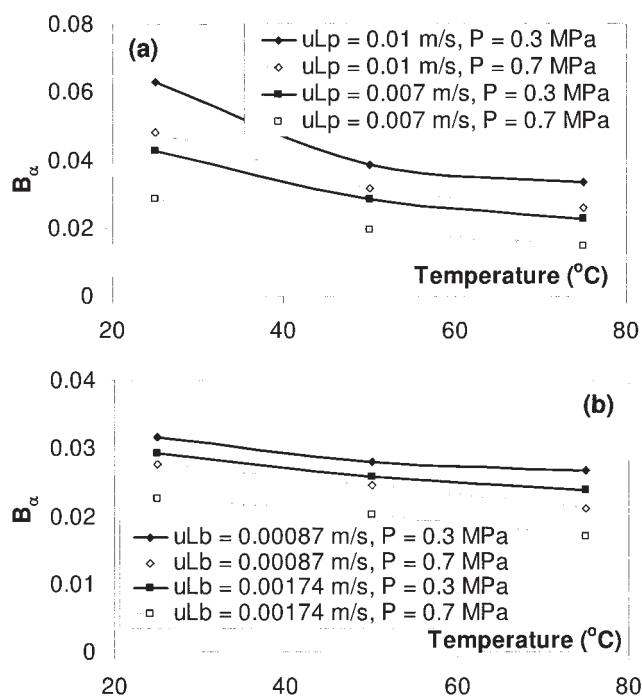 0.08
(a)
uLp = 0.01 m/s, P = 0.3 MPa
uLp = 0.01 m/s, P = 0.7 MPa
uLp = 0.007 m/s, P = 0.3 MPa
uLp = 0.007 m/s, P = 0.7 MPa
0.06
0.04
0.02
0
Bα
Temperature (°C)
20 40 60 80
0.04
(b)
0.03
0.02
0.01
0
Bα
uLb = 0.00087 m/s, P = 0.3 MPa
uLb = 0.00087 m/s, P = 0.7 MPa
uLb = 0.00174 m/s, P = 0.3 MPa
uLb = 0.00174 m/s, P = 0.7 MPa
Temperature (°C)
20 40 60 80